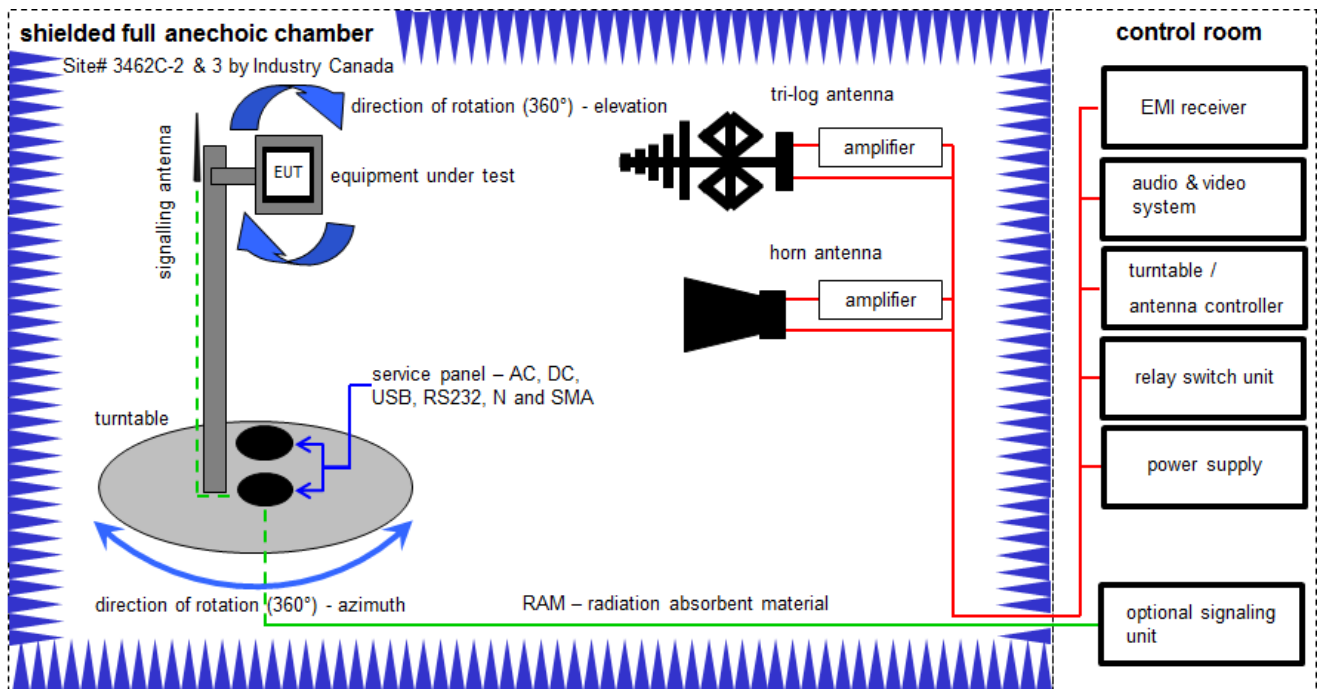 shielded full anechoic chamber
Site# 3462C-2 & 3 by Industry Canada
direction of rotation (360°) - elevation
signalling antenna
EUT
equipment under test
tri-log antenna
amplifier
horn antenna
amplifier
service panel – AC, DC,
USB, RS232, N and SMA
turntable
direction of rotation (360°) - azimuth
RAM – radiation absorbent material
control room
EMI receiver
audio & video
system
turntable /
antenna controller
relay switch unit
power supply
optional signaling
unit